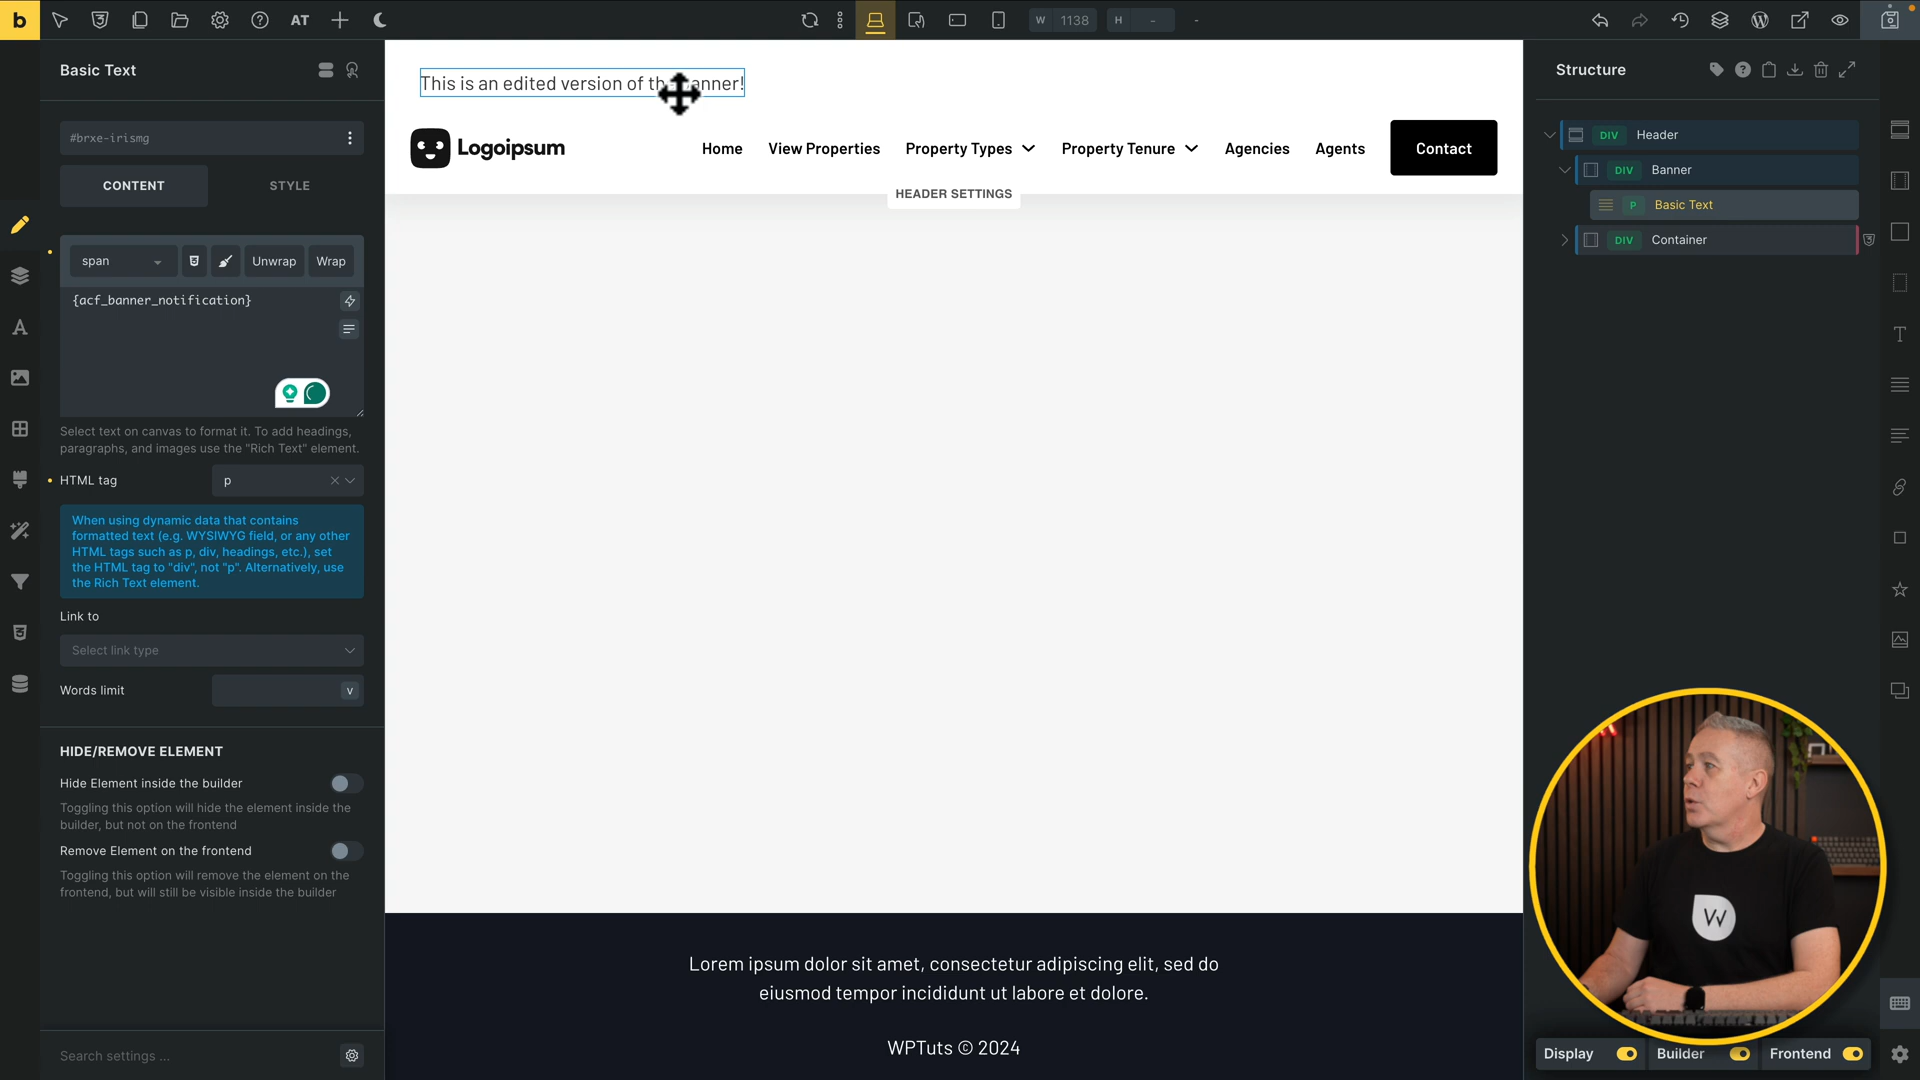 b
AT
W 1138
H -
-
Basic Text
#brxe-irismg
CONTENT
STYLE
span
Unwrap
Wrap
{acf_banner_notification}
Select text on canvas to format it. To add headings,
paragraphs, and images use the "Rich Text" element.
HTML tag
p
When using dynamic data that contains
formatted text (e.g. WYSIWYG field, or any other
HTML tags such as p, div, headings, etc.), set
the HTML tag to "div", not "p". Alternatively, use
the Rich Text element.
Link to
Select link type
Words limit
v
HIDE/REMOVE ELEMENT
Hide Element inside the builder
Toggling this option will hide the element inside the
builder, but not on the frontend
Remove Element on the frontend
Toggling this option will remove the element on the
frontend, but will still be visible inside the builder
Search settings ...
This is an edited version of
Logoipsum
Home
View Properties
Property Types
Property Tenure
Agencies
Agents
Contact
HEADER SETTINGS
Lorem ipsum dolor sit amet, consectetur adipiscing elit, sed do
eiusmod tempor incididunt ut labore et dolore.
WPTuts © 2024
Structure
DIV Header
DIV Banner
P Basic Text
DIV Container
W
Display
Builder
Frontend